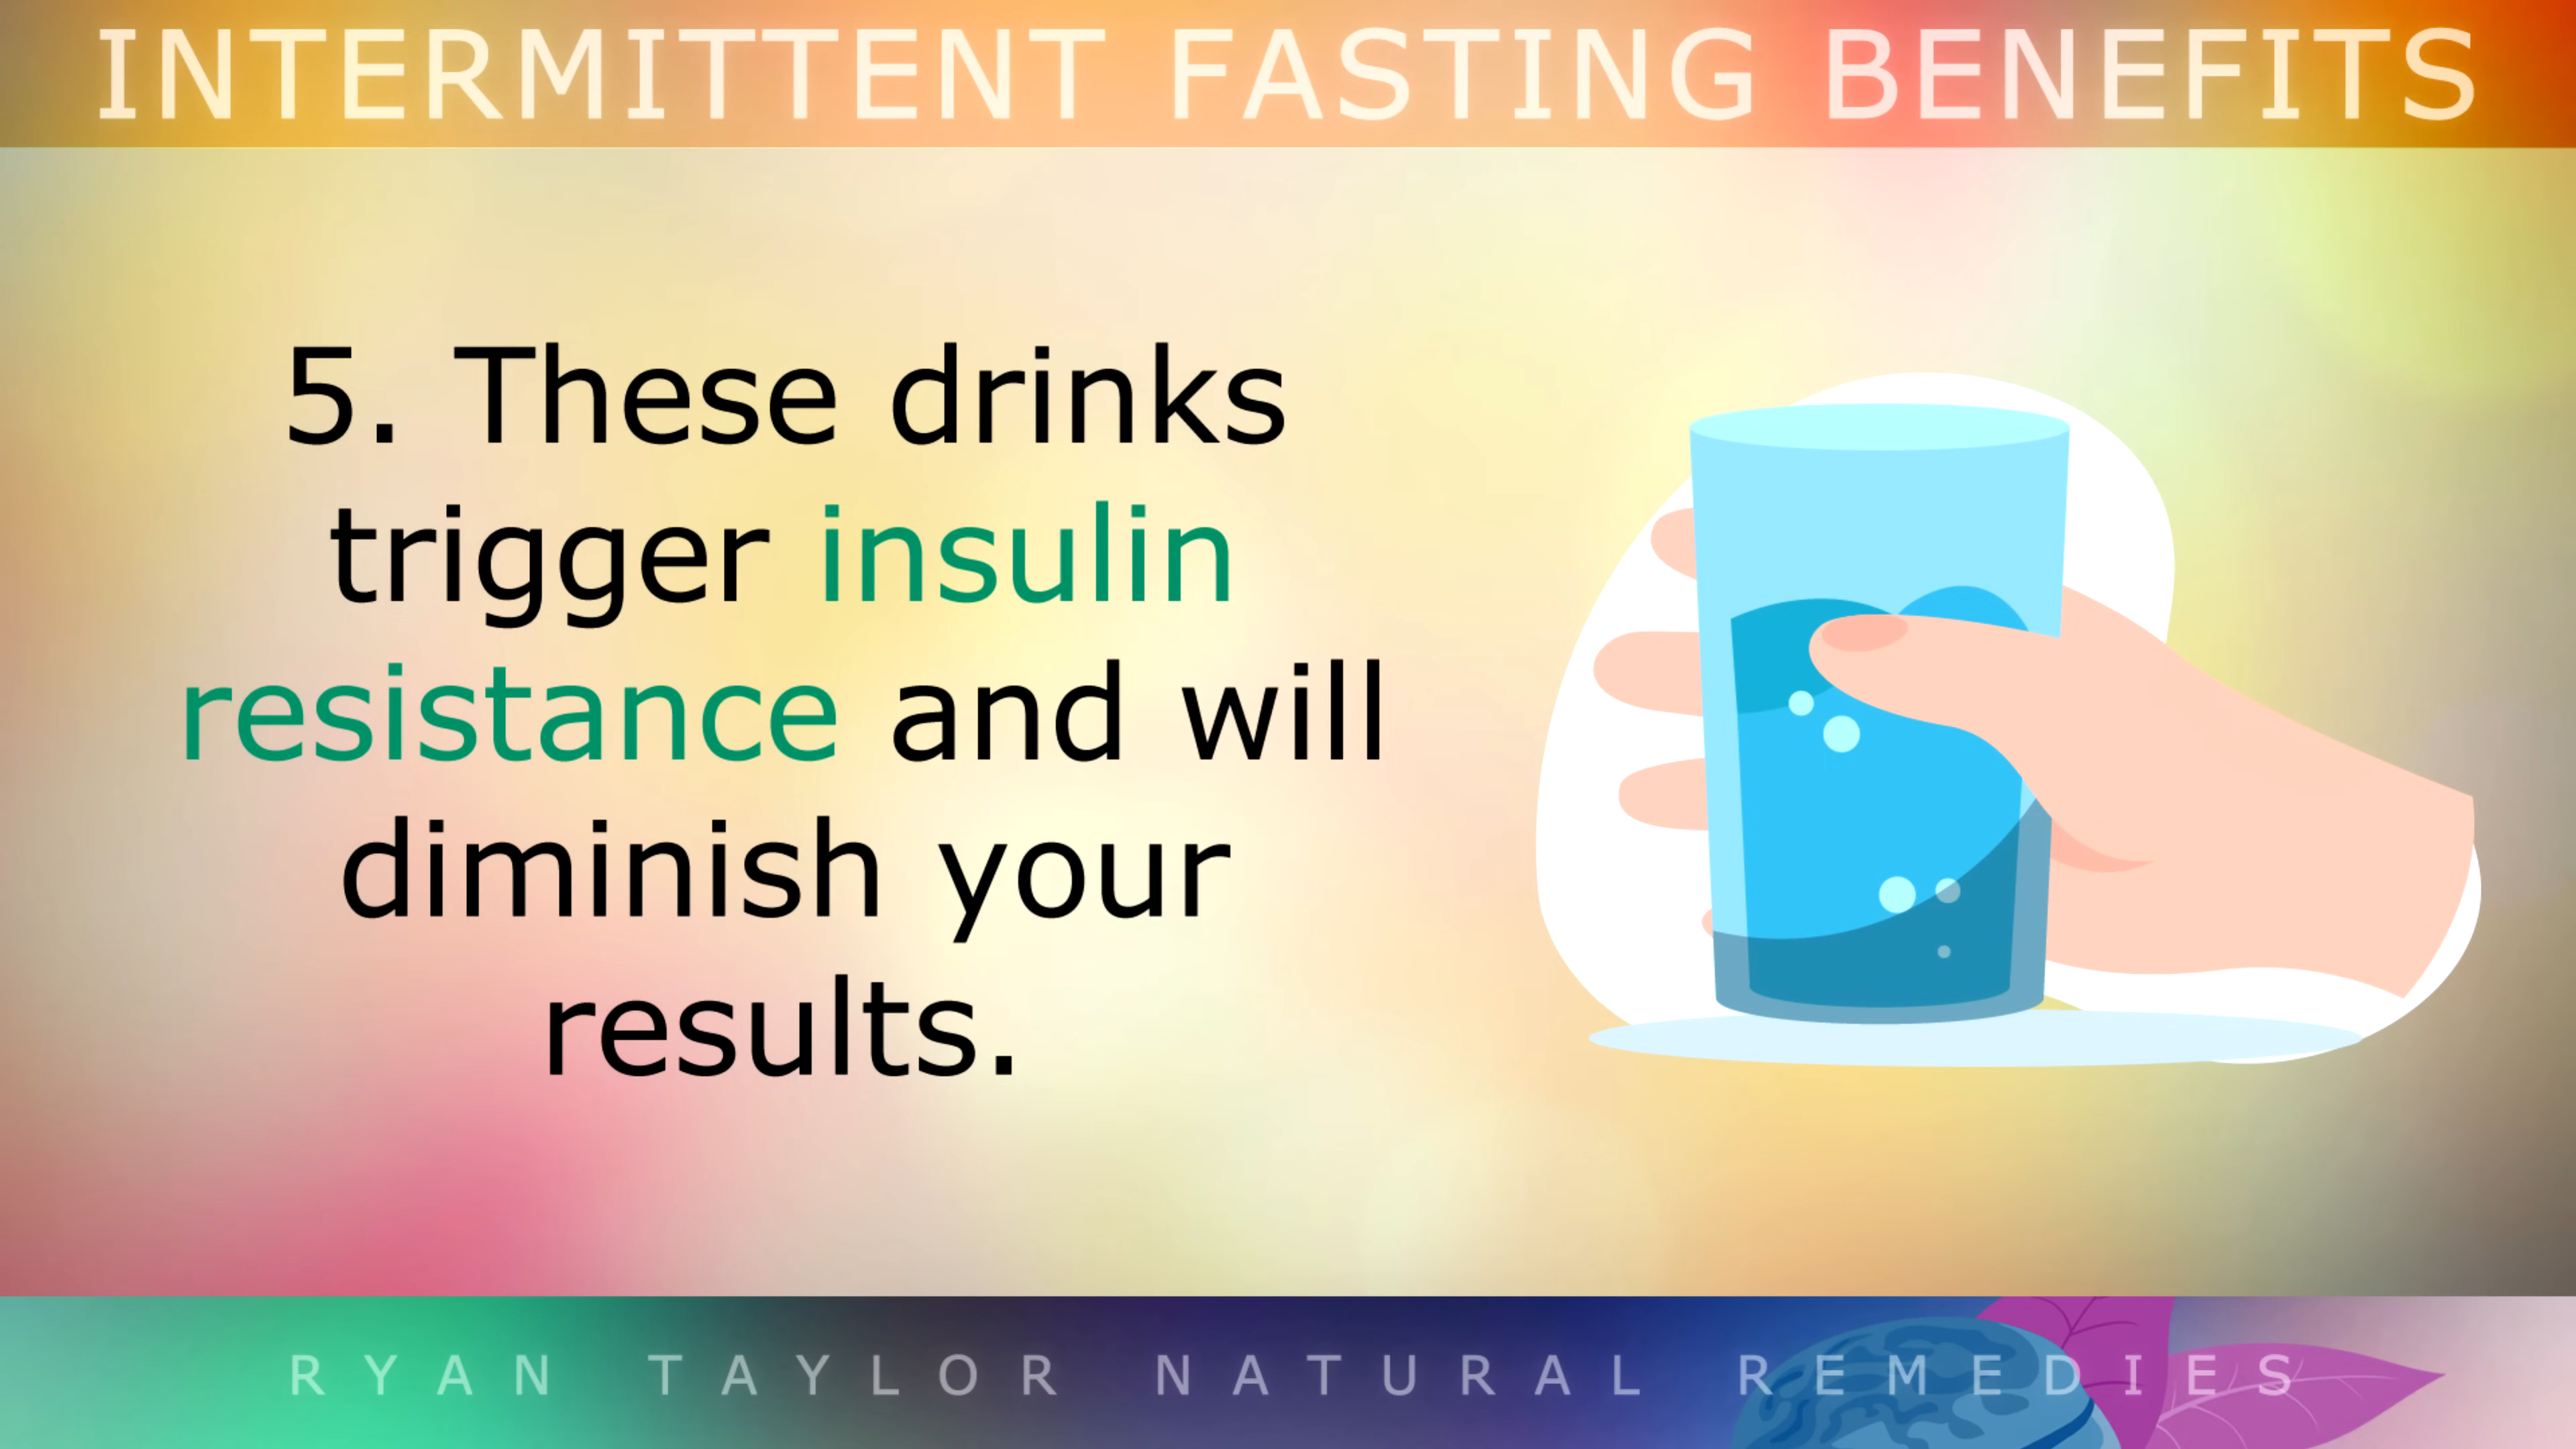 INTERMITTENT FASTING BENEFITS
5. These drinks
trigger insulin
resistance and will
diminish your
results.
RYAN TAYLOR NATURAL REMEDIES